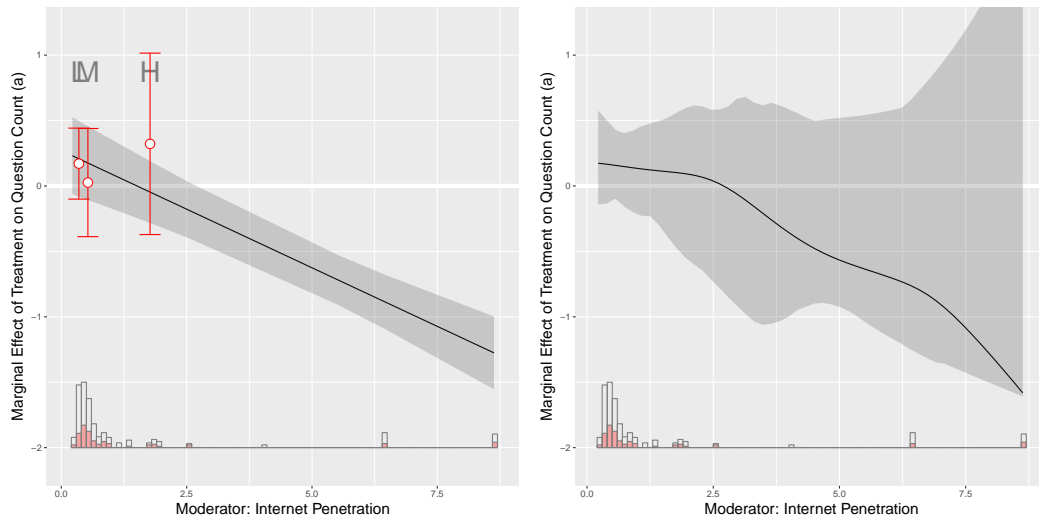 Marginal Effect of Treatment on Question Count (a)
1
0
−1
−2
L M H
0.0 2.5 5.0 7.5
Moderator: Internet Penetration
Marginal Effect of Treatment on Question Count (a)
1
0
−1
−2
0.0 2.5 5.0 7.5
Moderator: Internet Penetration